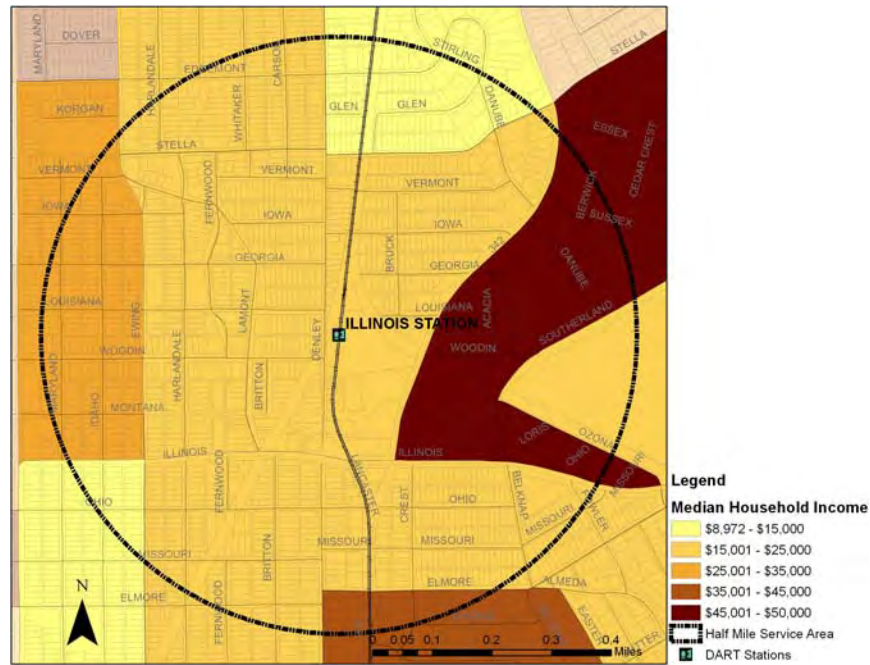 DOVER
MARYLAND
HARLANDALE
EDGEMONT
CARSON
STIRLING
STELLA
KORGAN
WHITAKER
GLEN
GLEN
DANUBE
STELLA
ESSEX
CEDAR CREST
VERMONT
VERMONT
VERMONT
BERWICK
IOWA
FERNWOOD
IOWA
IOWA
SUSSEX
342
GEORGIA
BRUCK
GEORGIA
DANUBE
LOUISIANA
EWING
LAMONT
LOUISIANA
ACACIA
SOUTHERLAND
ILLINOIS STATION
DENLEY
WOODIN
HARLANDALE
WOODIN
MARYLAND
IDAHO
MONTANA
BRITTON
LORIS
OZONA
ILLINOIS
ILLINOIS
OHIO
MISSOURI
LANCASTER
FERNWOOD
OHIO
CREST
OHIO
BELKNAP
MISSOURI
MISSOURI
BRITTON
MISSOURI
MISSOURI
ELMORE
FERNWOOD
ELMORE
ALMEDA
EASTER
N
0 0.05 0.1 0.2 0.3 0.4
Miles
Legend
Median Household Income
$8,972 - $15,000
$15,001 - $25,000
$25,001 - $35,000
$35,001 - $45,000
$45,001 - $50,000
Half Mile Service Area
DART Stations